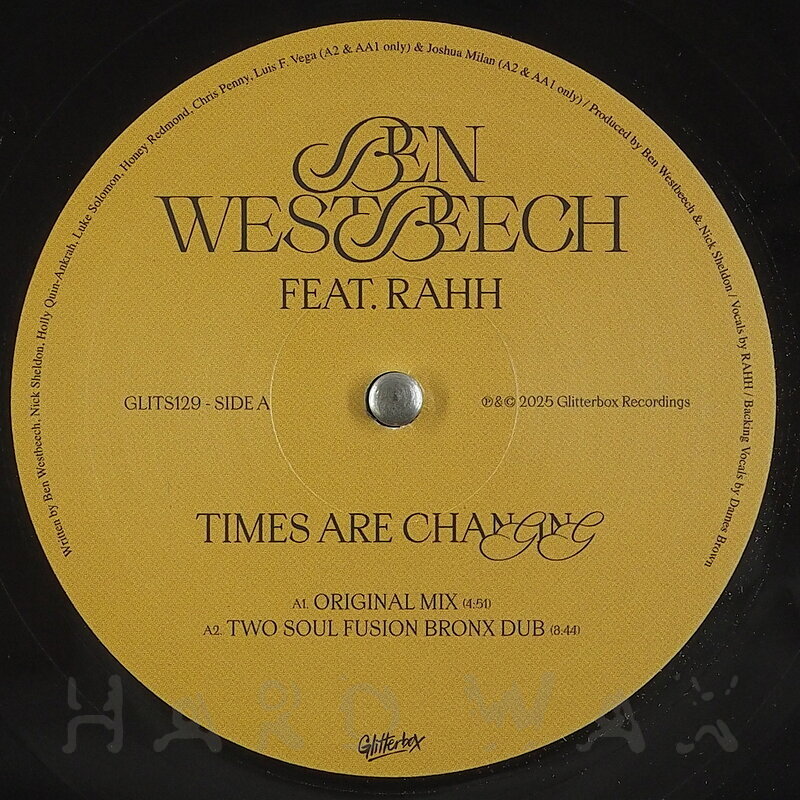 Written by Ben Westbeech, Nick Sheldon, Holly Quin-Ankrah, Luke Solomon, Honey Redmond, Chris Penny, Luis F. Vega (A2 & AA1 only) & Joshua Milan (A2 & AA1 only) / Produced by Ben Westbeech & Nick Sheldon / Vocals by RAHH / Backing Vocals by Dames Brown
BEN
WESTBEECH
FEAT. RAHH
GLITS129 - SIDE A
℗&© 2025 Glitterbox Recordings
TIMES ARE CHANGING
A1. ORIGINAL MIX (4:51)
A2. TWO SOUL FUSION BRONX DUB (8:44)
HARD WAX
Glitterbox